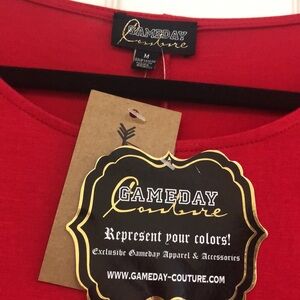 GAMEDAY
Couture
M
GAMEDAY
Couture
Represent your colors!
Exclusive Gameday Apparel & Accessories
WWW.GAMEDAY-COUTURE.COM